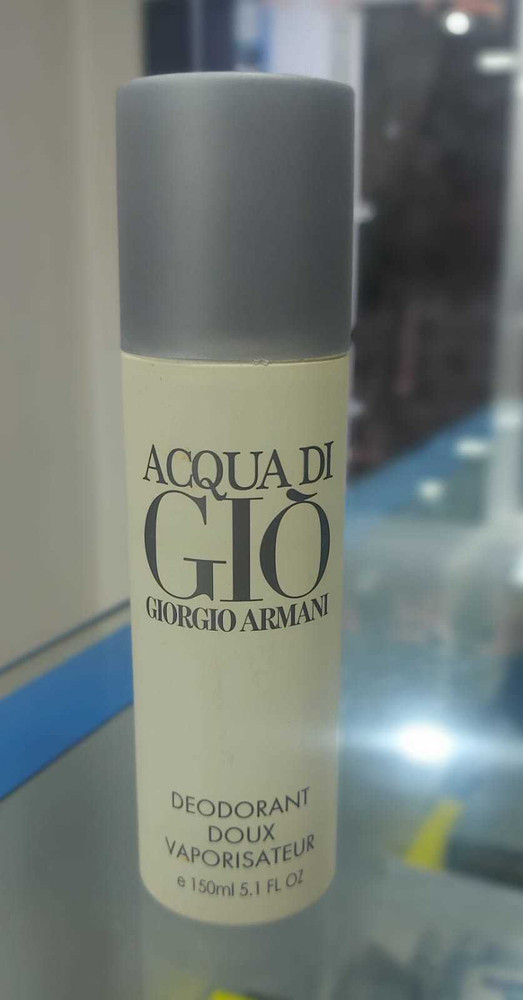 ACQUA DI
GIÒ
GIORGIO ARMANI
DEODORANT
DOUX
VAPORISATEUR
e 150ml 5.1 FL OZ